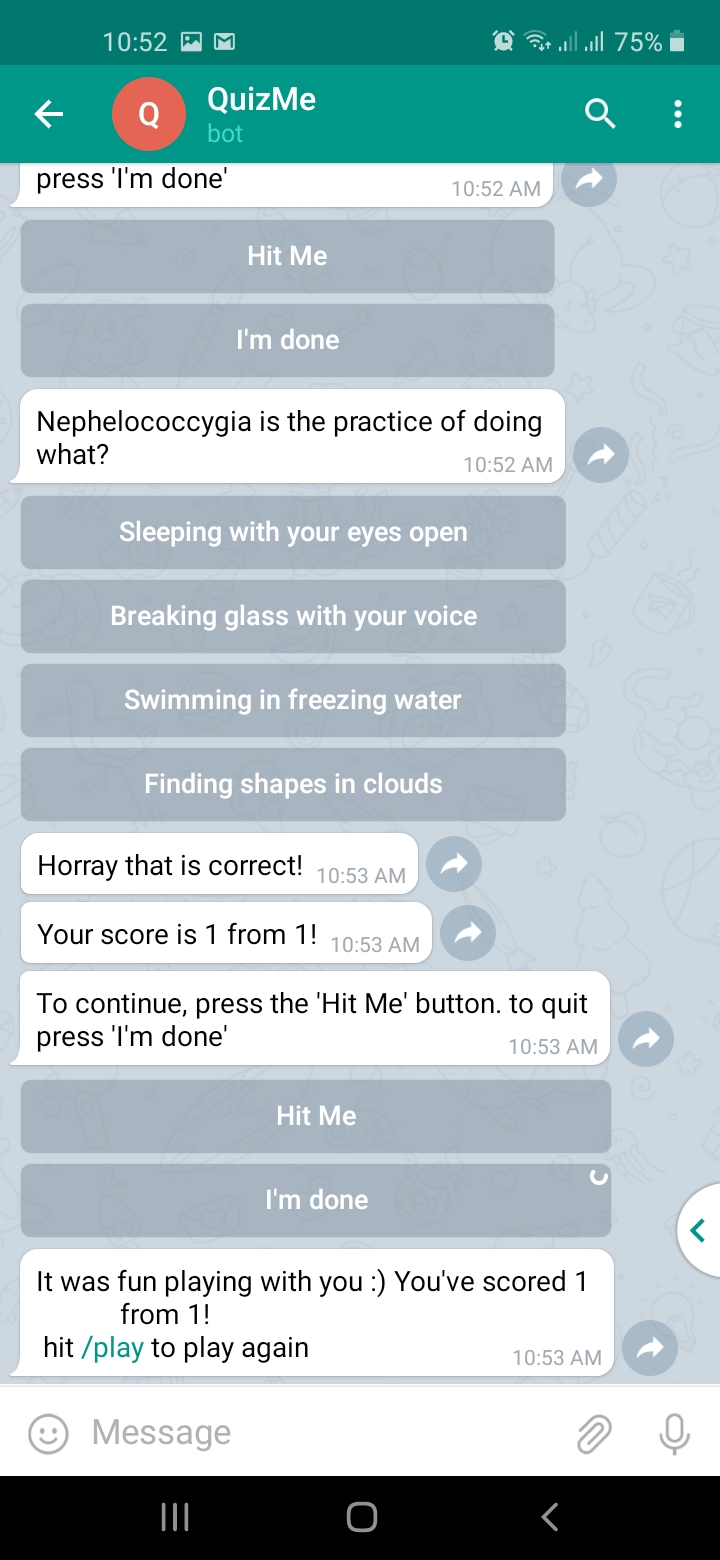 10:52
75%
Q
QuizMe
bot
press 'I'm done'
10:52 AM
Hit Me
I'm done
Nephelococcygia is the practice of doing
what?
10:52 AM
Sleeping with your eyes open
Breaking glass with your voice
Swimming in freezing water
Finding shapes in clouds
Horray that is correct! 10:53 AM
Your score is 1 from 1! 10:53 AM
To continue, press the 'Hit Me' button. to quit
press 'I'm done'
10:53 AM
Hit Me
I'm done
It was fun playing with you :) You've scored 1
from 1!
hit /play to play again
10:53 AM
Message